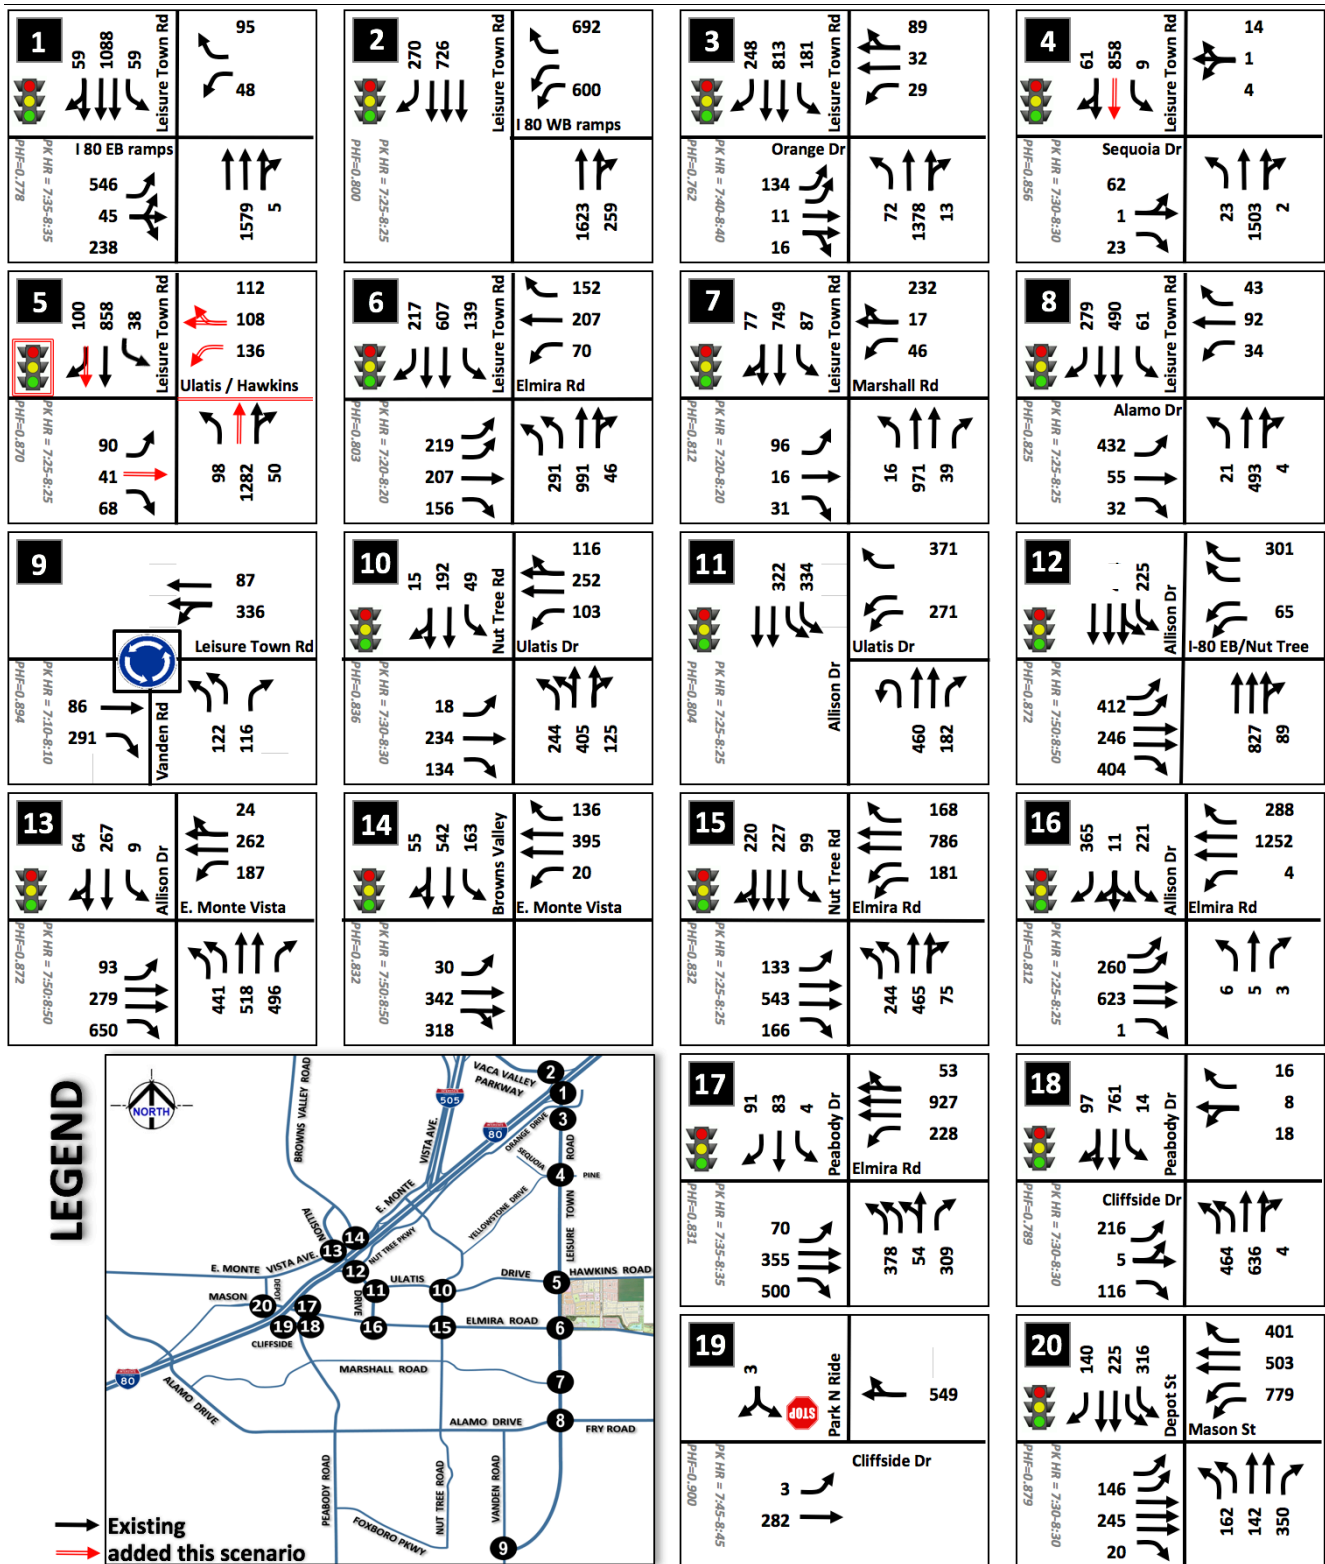 1
59 1088 59
Leisure Town Rd
95
48
I 80 EB ramps
PHF=0.778
PK HR = 7:35-8:35
546
45
238
1579 5
2
270 726
Leisure Town Rd
692
600
I 80 WB ramps
PHF=0.800
PK HR = 7:25-8:25
1623 259
3
248 813 181
Leisure Town Rd
89
32
29
Orange Dr
PHF=0.762
PK HR = 7:40-8:40
134
11
16
72 1378 13
4
61 858 9
Leisure Town Rd
14
1
4
Sequoia Dr
PHF=0.856
PK HR = 7:30-8:30
62
1
23
23 1503 2
5
100 858 38
Leisure Town Rd
112
108
136
Ulatis / Hawkins
PHF=0.870
PK HR = 7:25-8:25
90
41
68
98 1282 50
6
217 607 139
Leisure Town Rd
152
207
70
Elmira Rd
PHF=0.803
PK HR = 7:20-8:20
219
207
156
291 991 46
7
77 749 87
Leisure Town Rd
232
17
46
Marshall Rd
PHF=0.812
PK HR = 7:20-8:20
96
16
31
16 971 39
8
279 490 61
Leisure Town Rd
43
92
34
Alamo Dr
PHF=0.825
PK HR = 7:25-8:25
432
55
32
21 493 4
9
87
336
Leisure Town Rd
PHF=0.894
PK HR = 7:10-8:10
86
291
Vanden Rd
122 116
10
15 192 49
Nut Tree Rd
116
252
103
Ulatis Dr
PHF=0.836
PK HR = 7:30-8:30
18
234
134
244 405 125
11
322 334
371
271
Ulatis Dr
PHF=0.804
PK HR = 7:25-8:25
Allison Dr
460 182
12
225
Allison Dr
301
65
I-80 EB/Nut Tree
PHF=0.872
PK HR = 7:50:8:50
412
246
404
827 89
13
64 267 9
Allison Dr
24
262
187
E. Monte Vista
PHF=0.872
PK HR = 7:50:8:50
93
279
650
441 518 496
14
55 542 163
Browns Valley
136
395
20
E. Monte Vista
PHF=0.832
PK HR = 7:50:8:50
30
342
318
15
220 227 99
Nut Tree Rd
168
786
181
Elmira Rd
PHF=0.832
PK HR = 7:25-8:25
133
543
166
244 465 75
16
365 11 221
Allison Dr
288
1252
4
Elmira Rd
PHF=0.812
PK HR = 7:25-8:25
260
623
1
6 5 3
17
91 83 4
Peabody Dr
53
927
228
Elmira Rd
PHF=0.831
PK HR = 7:35-8:35
70
355
500
378 54 309
18
97 761 14
Peabody Dr
16
8
18
Cliffside Dr
PHF=0.789
PK HR = 7:30-8:30
216
5
116
464 636 4
19
3
STOP
Park N Ride
549
Cliffside Dr
PHF=0.900
PK HR = 7:45-8:45
3
282
20
140 225 316
Depot St
401
503
779
Mason St
PHF=0.879
PK HR = 7:30-8:30
146
245
20
162 142 350
LEGEND
NORTH
BROWNS VALLEY ROAD
VACA VALLEY
PARKWAY
505
80
VISTA AVE.
ORANGE DRIVE
2
1
3
ROAD
SEQUOIA
4
PINE
E. MONTE
YELLOWSTONE DRIVE
TOWN
LEISURE
ALLISON
14
13
NUT TREE PKWY
E. MONTE VISTA AVE.
12
DEPOT
11
ULATIS
10
DRIVE
5
HAWKINS ROAD
MASON
20
17
DRIVE
19
18
16
15
ELMIRA ROAD
6
CLIFFSIDE
MARSHALL ROAD
7
80
ALAMO DRIVE
ALAMO DRIVE
8
FRY ROAD
PEABODY ROAD
NUT TREE ROAD
VANDEN ROAD
FOXBORO PKWY
9
Existing
added this scenario